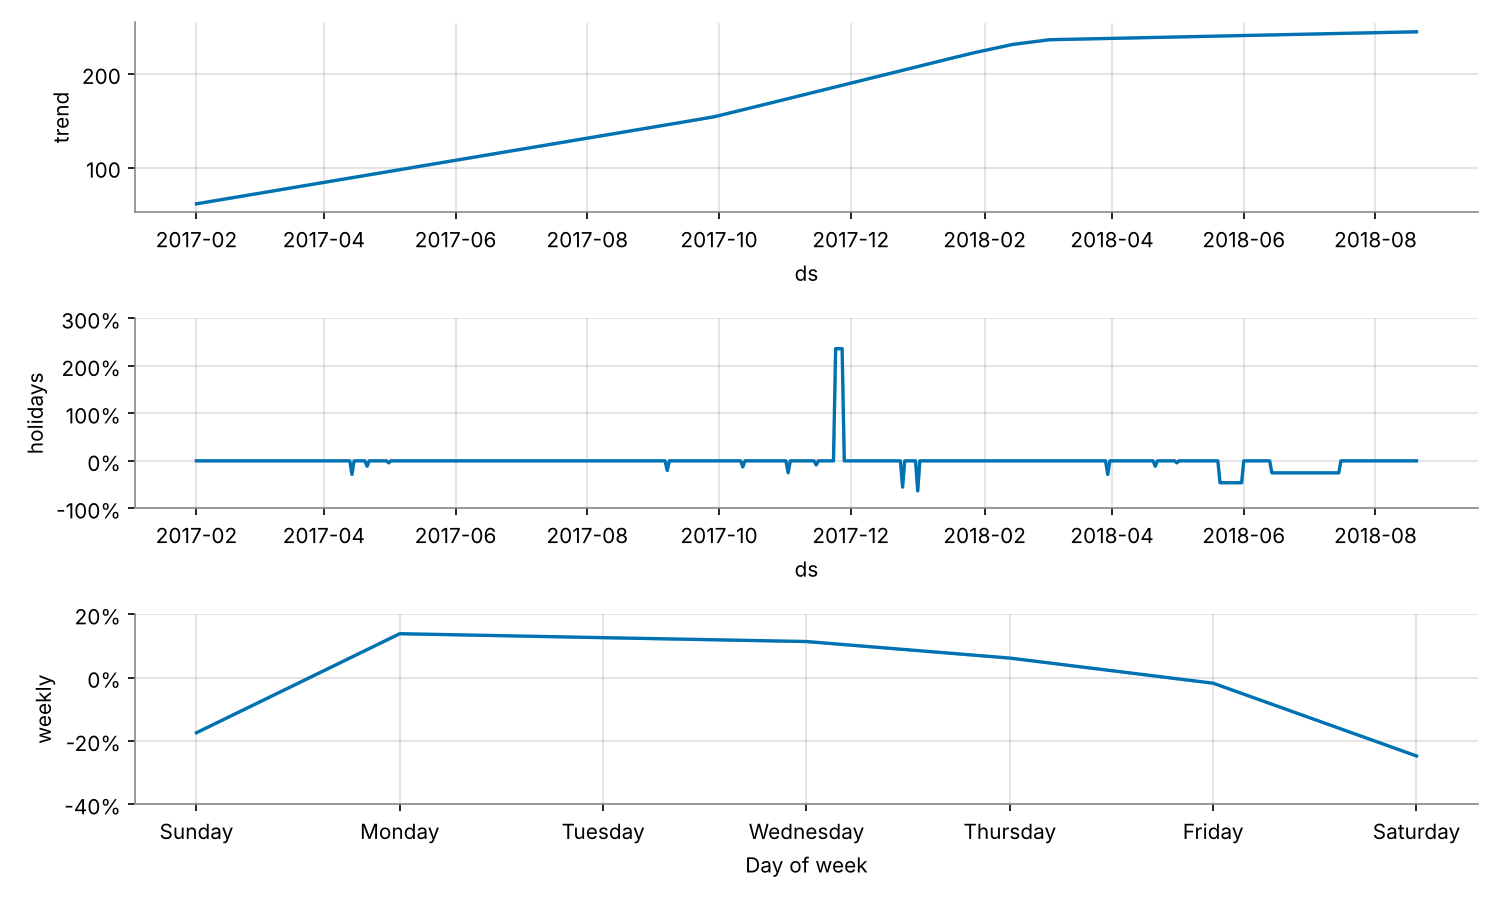 200
100
trend
2017-02 2017-04 2017-06 2017-08 2017-10 2017-12 2018-02 2018-04 2018-06 2018-08
ds
300%
200%
100%
0%
-100%
holidays
2017-02 2017-04 2017-06 2017-08 2017-10 2017-12 2018-02 2018-04 2018-06 2018-08
ds
20%
0%
-20%
-40%
weekly
Sunday Monday Tuesday Wednesday Thursday Friday Saturday
Day of week